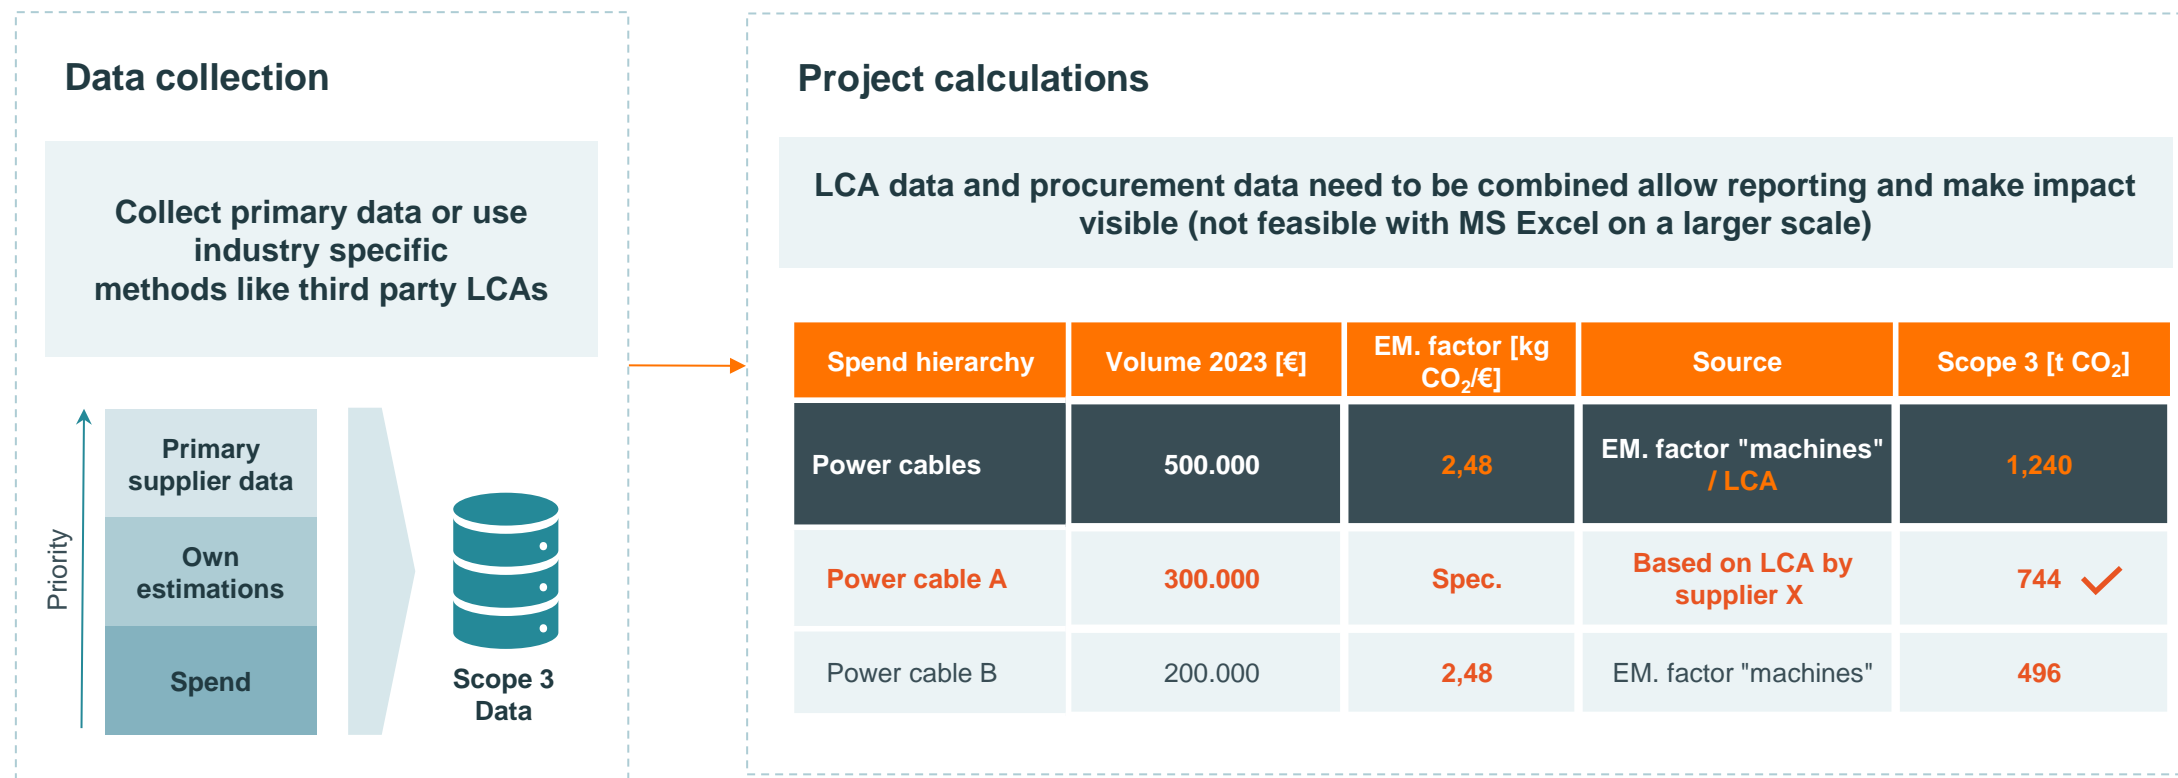 Data collection
Collect primary data or use
industry specific
methods like third party LCAs
Priority
Primary
supplier data
Own
estimations
Spend
Scope 3
Data
Project calculations
LCA data and procurement data need to be combined allow reporting and make impact
visible (not feasible with MS Excel on a larger scale)
Spend hierarchy
Volume 2023 [€]
EM. factor [kg
CO₂/€]
Source
Scope 3 [t CO₂]
Power cables
500.000
2,48
EM. factor "machines"
/ LCA
1,240
Power cable A
300.000
Spec.
Based on LCA by
supplier X
744
Power cable B
200.000
2,48
EM. factor "machines"
496